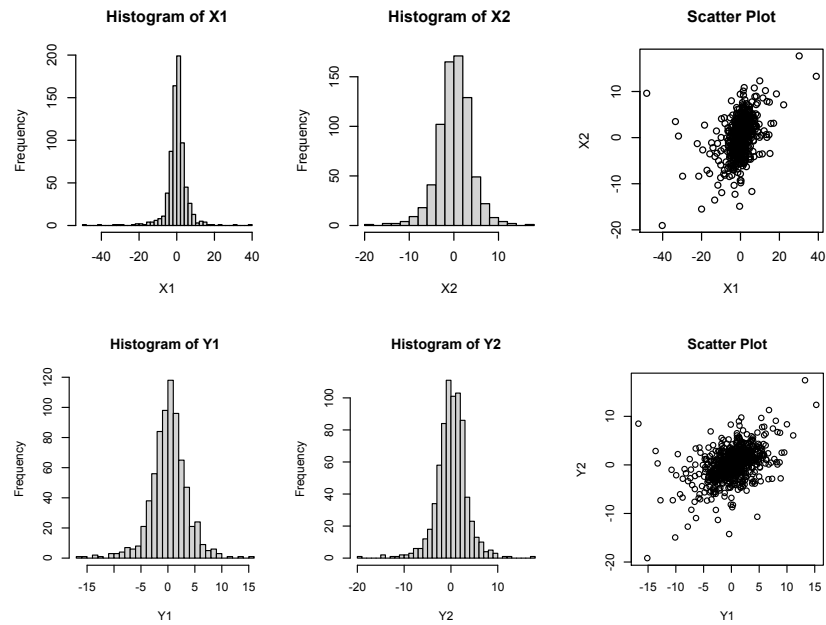 Histogram of X1
Frequency
0 50 100 150 200
-40 -20 0 20 40
X1
Histogram of X2
Frequency
0 50 100 150
-20 -10 0 10
X2
Scatter Plot
X2
-20 -10 0 10
-40 -20 0 20 40
X1
Histogram of Y1
Frequency
0 20 40 60 80 100 120
-15 -5 0 5 10 15
Y1
Histogram of Y2
Frequency
0 20 40 60 80 100
-20 -10 0 10
Y2
Scatter Plot
Y2
-20 -10 0 10
-15 -10 -5 0 5 10 15
Y1